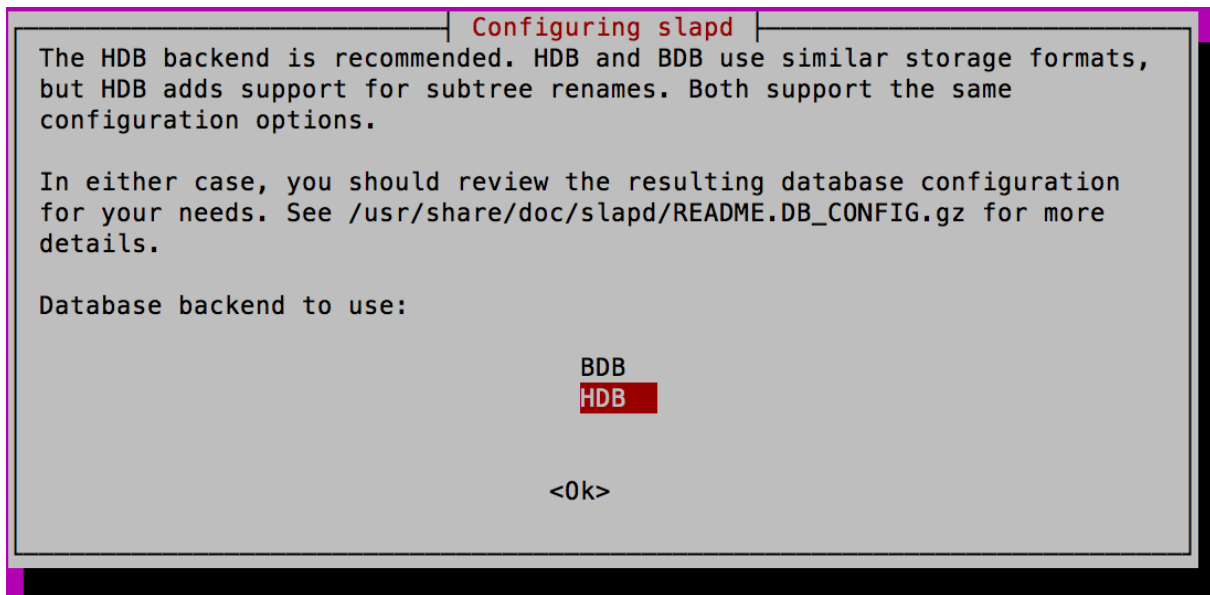 Configuring slapd
The HDB backend is recommended. HDB and BDB use similar storage formats,
but HDB adds support for subtree renames. Both support the same
configuration options.
In either case, you should review the resulting database configuration
for your needs. See /usr/share/doc/slapd/README.DB_CONFIG.gz for more
details.
Database backend to use:
BDB
HDB
<Ok>